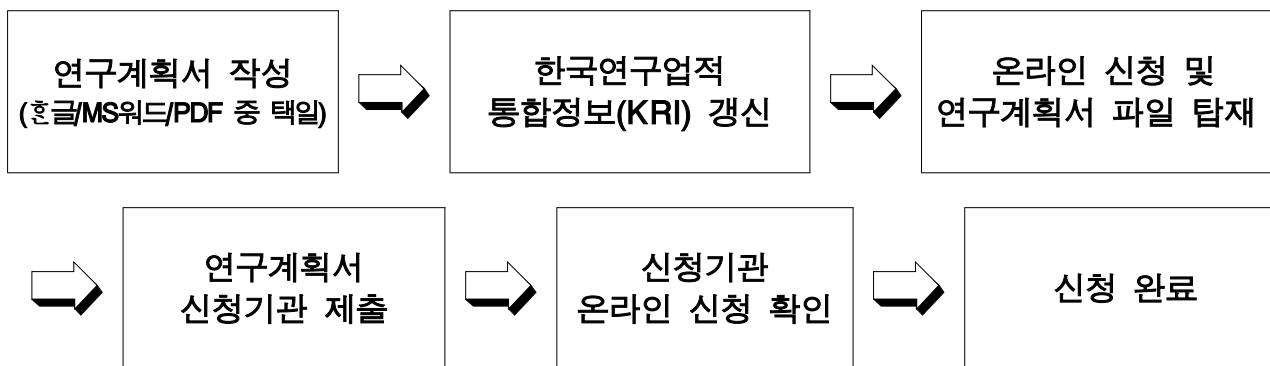 연구계획서 작성
(ᄒᆞᆫ글/MS워드/PDF 중 택일)
한국연구업적
통합정보(KRI) 갱신
온라인 신청 및
연구계획서 파일 탑재
연구계획서
신청기관 제출
신청기관
온라인 신청 확인
신청 완료